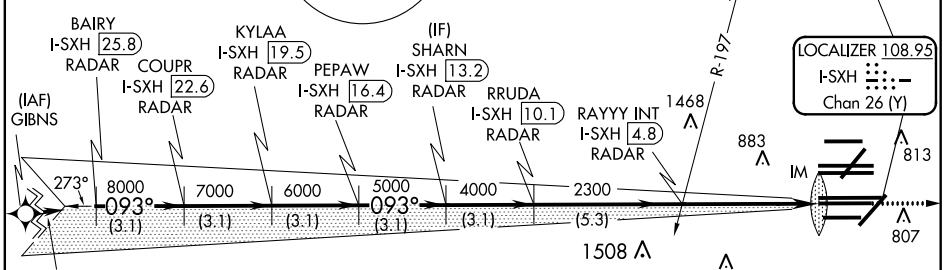 (IAF)
GIBNS
BAIRY
I-SXH 25.8
RADAR
COUPR
I-SXH 22.6
RADAR
KYLAA
I-SXH 19.5
RADAR
PEPAW
I-SXH 16.4
RADAR
(IF)
SHARN
I-SXH 13.2
RADAR
RRUDA
I-SXH 10.1
RADAR
RAYYY INT
I-SXH 4.8
RADAR
R-197
LOCALIZER 108.95
I-SXH
Chan 26 (Y)
1468
883
813
IM
273°
8000
7000
6000
5000
4000
2300
093°
093°
(3.1)
(3.1)
(3.1)
(3.1)
(3.1)
(5.3)
1508
807